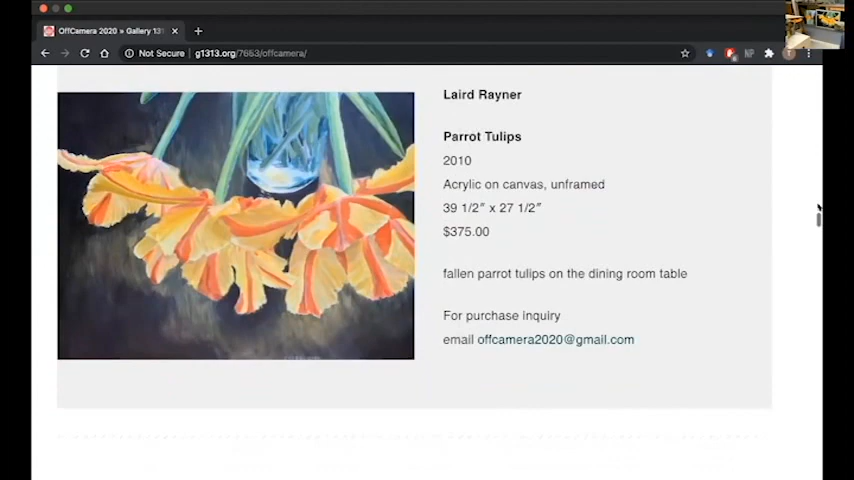 OffCamera 2020 » Gallery 131
Not Secure
g1313.org/7653/offcamera/
NP
Laird Rayner
Parrot Tulips
2010
Acrylic on canvas, unframed
39 1/2″ x 27 1/2″
$375.00
fallen parrot tulips on the dining room table
For purchase inquiry
email offcamera2020@gmail.com